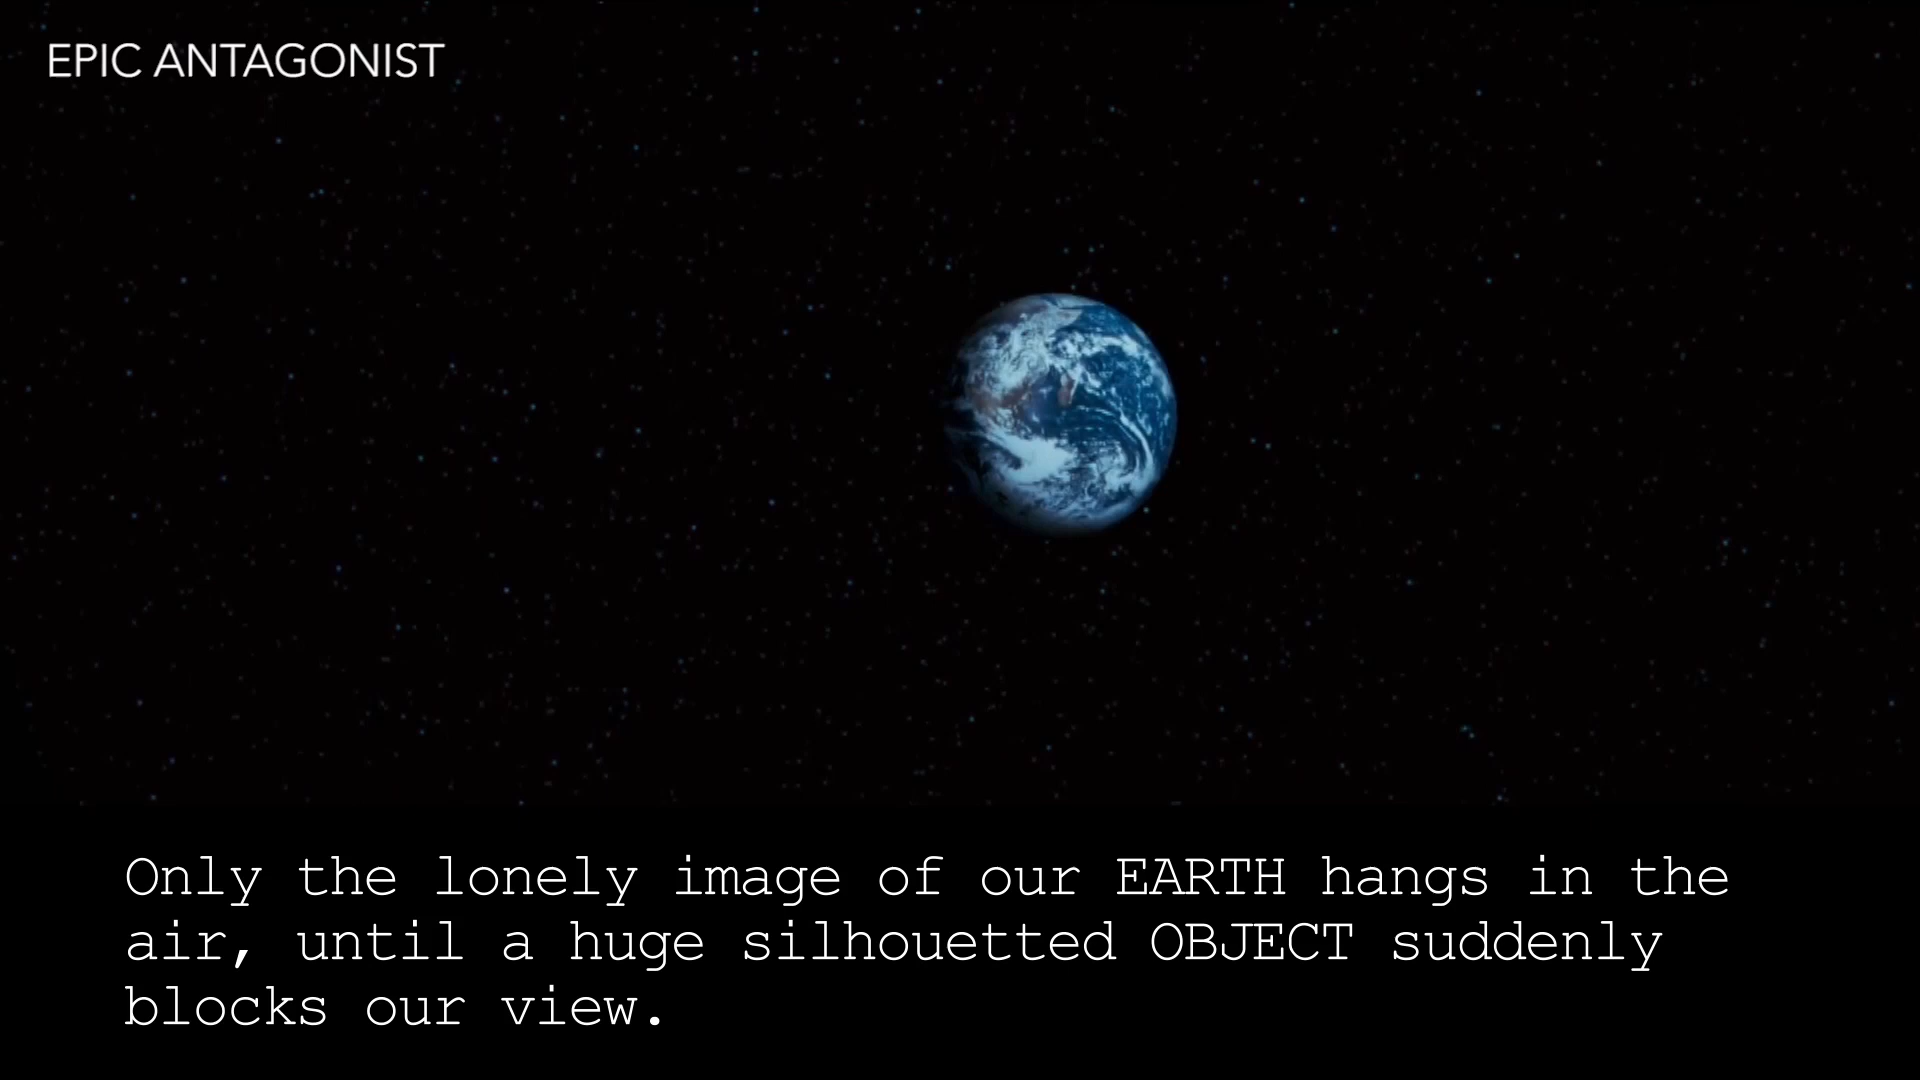 EPIC ANTAGONIST
Only the lonely image of our EARTH hangs in the
air, until a huge silhouetted OBJECT suddenly
blocks our view.